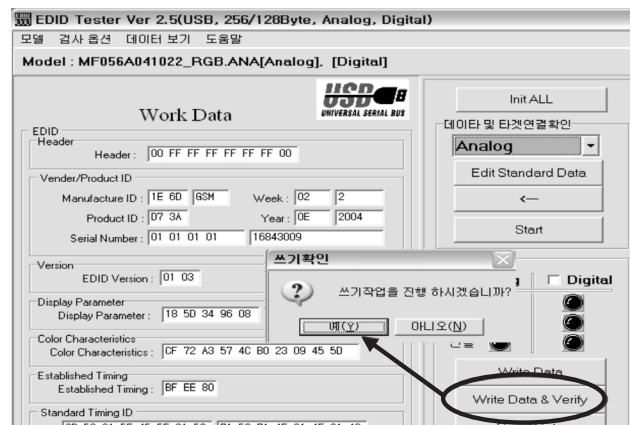 EDID Tester Ver 2.5(USB, 256/128Byte, Analog, Digital)
모델 검사 옵션 데이터 보기 도움말
Model : MF056A041022_RGB.ANA[Analog], [Digital]
Work Data
USB
UNIVERSAL SERIAL BUS
EDID
Header
Header : 00 FF FF FF FF FF FF 00
Vender/Product ID
Manufacture ID : 1E 6D GSM Week : 02 2
Product ID : D7 3A Year : 0E 2004
Serial Number : 01 01 01 01 16843009
Version
EDID Version : 01 03
Display Parameter
Display Parameter : 18 5D 34 96 08
Color Characteristics
Color Characteristics : CF 72 A3 57 4C B0 23 09 45 5D
Established Timing
Established Timing : BF EE 80
Standard Timing ID
Init ALL
데이타 및 타겟연결확인
Analog
Edit Standard Data
<—
Start
쓰기확인
쓰기작업을 진행 하시겠습니까?
예(Y) 아니오(N)
Digital
Write Data
Write Data & Verify